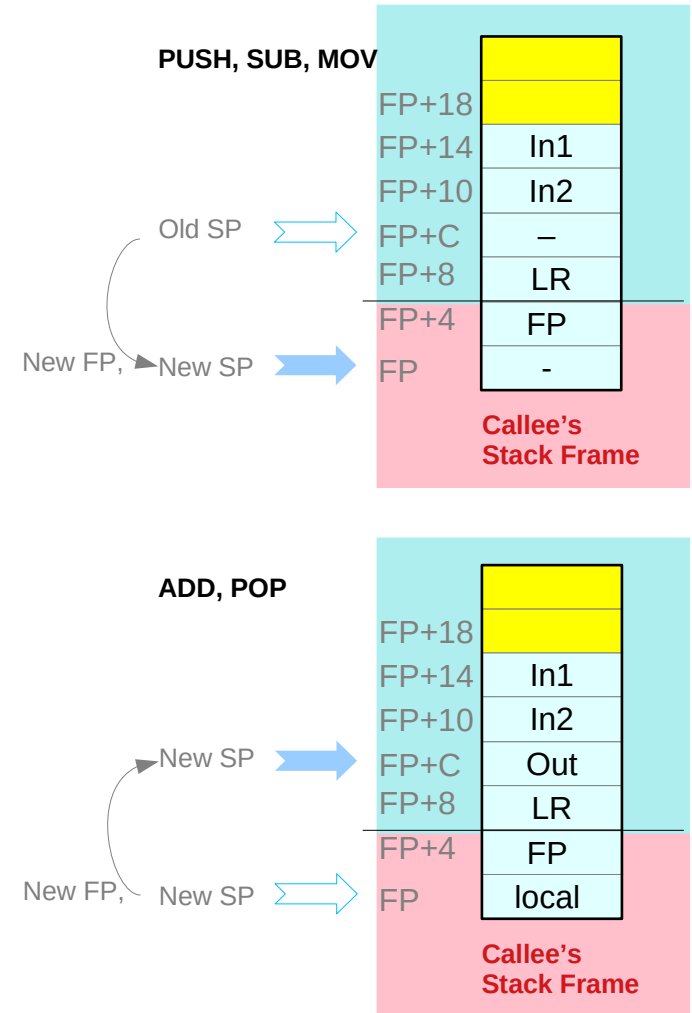 PUSH, SUB, MOV
FP+18
FP+14 In1
FP+10 In2
Old SP FP+C –
FP+8 LR
FP+4 FP
New FP, New SP FP -
Callee's
Stack Frame
ADD, POP
FP+18
FP+14 In1
FP+10 In2
New SP FP+C Out
FP+8 LR
FP+4 FP
New FP, New SP FP local
Callee's
Stack Frame